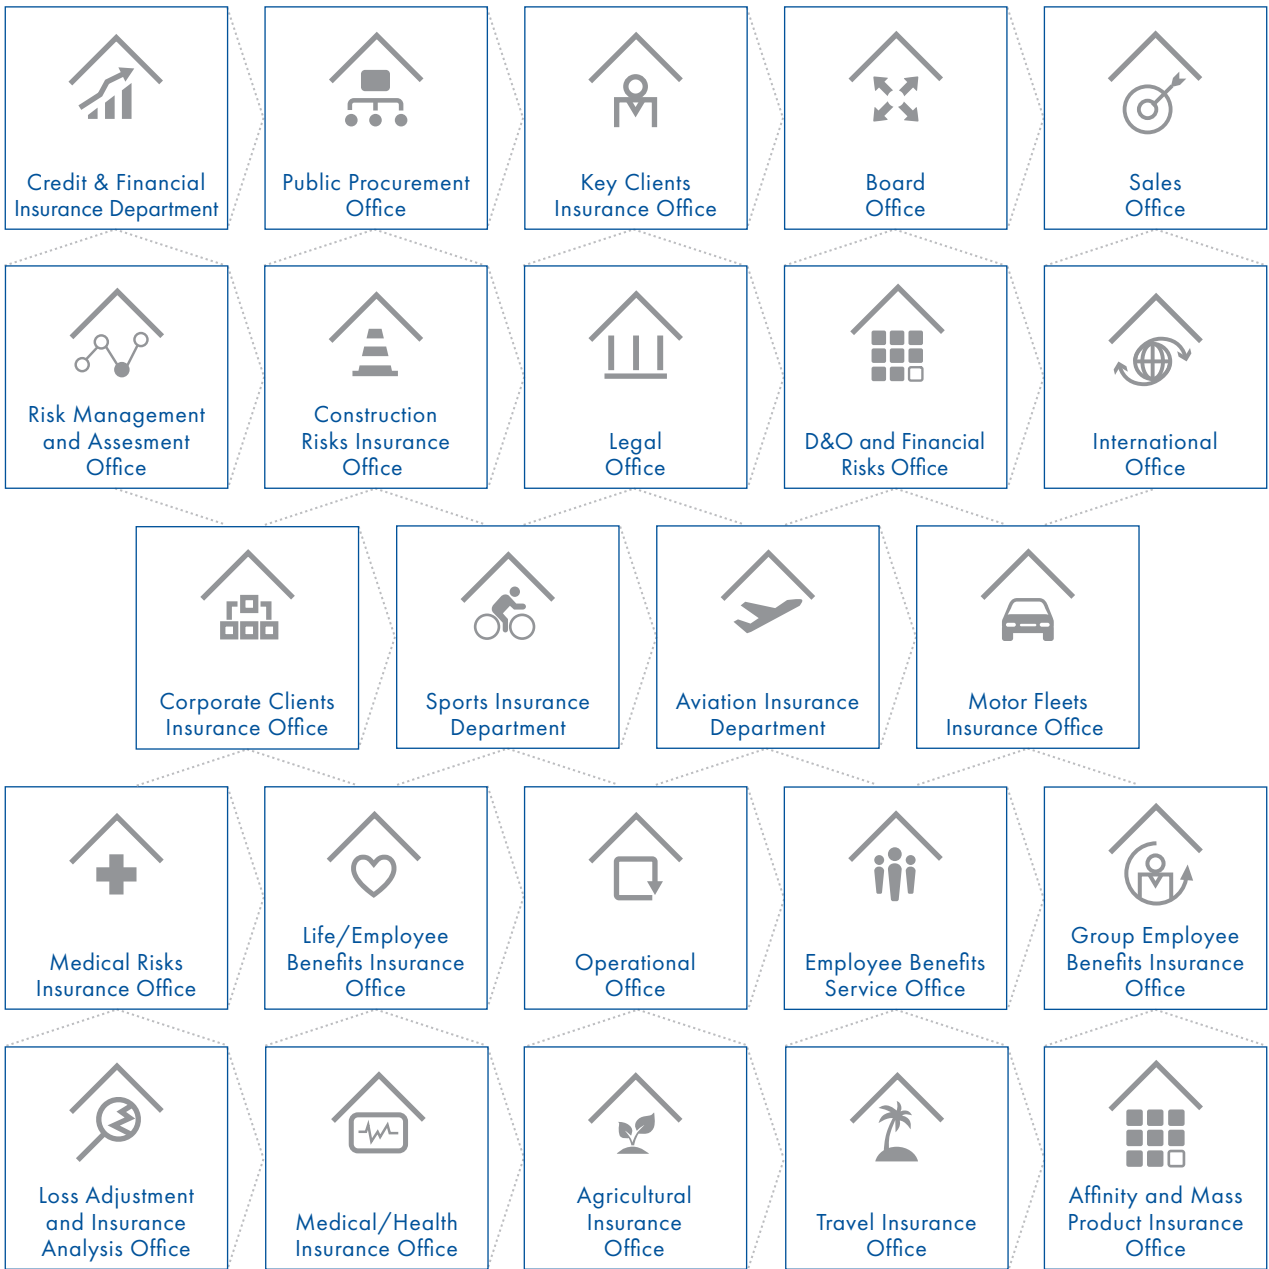 Credit & Financial
Insurance Department
Public Procurement
Office
Key Clients
Insurance Office
Board
Office
Sales
Office
Risk Management
and Assesment
Office
Construction
Risks Insurance
Office
Legal
Office
D&O and Financial
Risks Office
International
Office
Corporate Clients
Insurance Office
Sports Insurance
Department
Aviation Insurance
Department
Motor Fleets
Insurance Office
Medical Risks
Insurance Office
Life/Employee
Benefits Insurance
Office
Operational
Office
Employee Benefits
Service Office
Group Employee
Benefits Insurance
Office
Loss Adjustment
and Insurance
Analysis Office
Medical/Health
Insurance Office
Agricultural
Insurance
Office
Travel Insurance
Office
Affinity and Mass
Product Insurance
Office